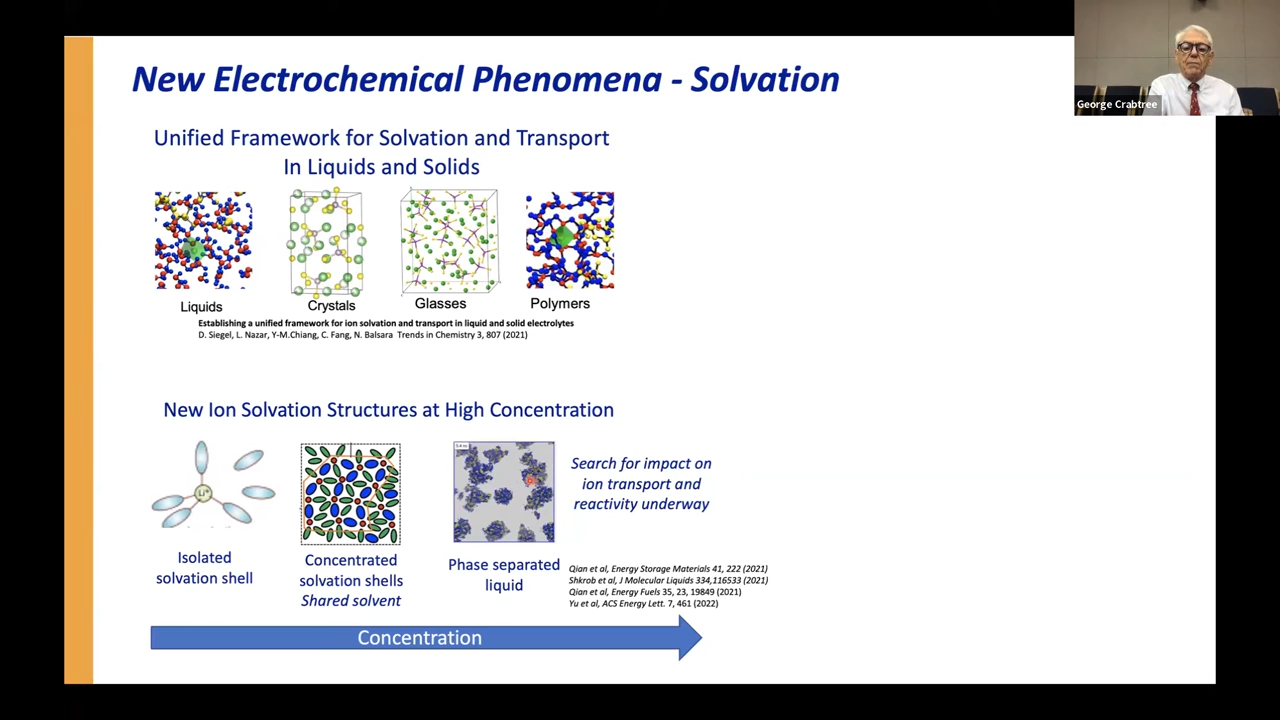 New Electrochemical Phenomena - Solvation
George Crabtree
Unified Framework for Solvation and Transport
In Liquids and Solids
Liquids
Crystals
Glasses
Polymers
Establishing a unified framework for ion solvation and transport in liquid and solid electrolytes
D. Siegel, L. Nazar, Y-M.Chiang, C. Fang, N. Balsara Trends in Chemistry 3, 807 (2021)
New Ion Solvation Structures at High Concentration
Li⁺
Search for impact on
ion transport and
reactivity underway
Isolated
solvation shell
Concentrated
solvation shells
Shared solvent
Phase separated
liquid
Qian et al, Energy Storage Materials 41, 222 (2021)
Shkrob et al, J Molecular Liquids 334,116533 (2021)
Qian et al, Energy Fuels 35, 23, 19849 (2021)
Yu et al, ACS Energy Lett. 7, 461 (2022)
Concentration